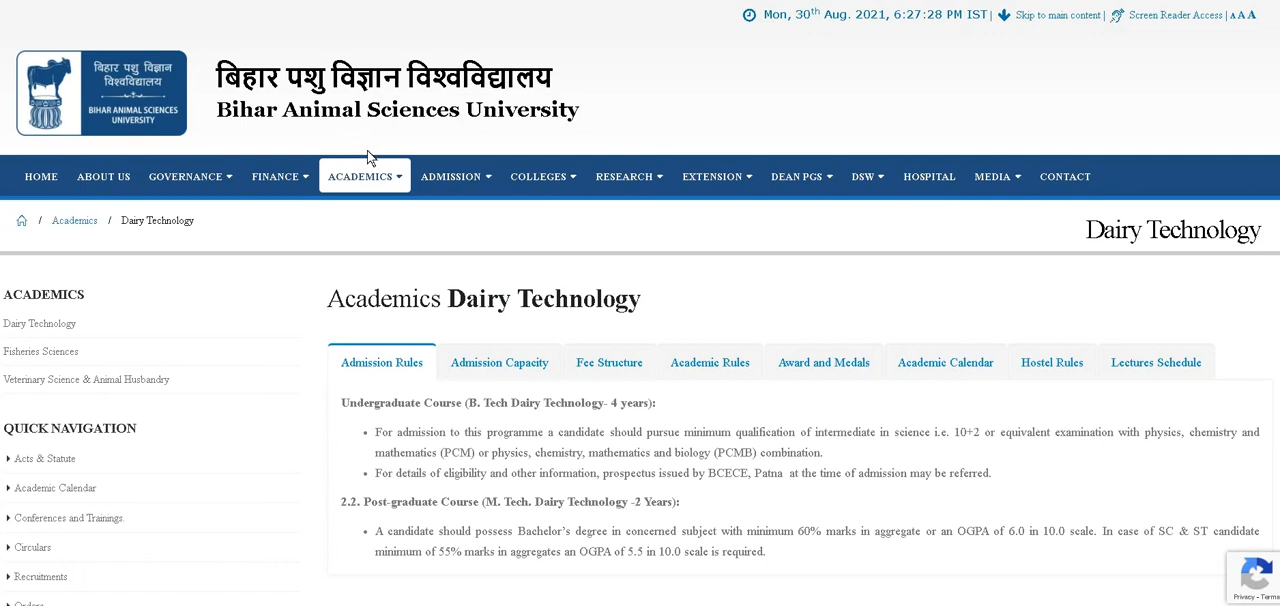 Mon, 30th Aug. 2021, 6:27:28 PM IST | Skip to main content | Screen Reader Access | A A A
बिहार पशु विज्ञान
विश्वविद्यालय
BIHAR ANIMAL SCIENCES
UNIVERSITY
बिहार पशु विज्ञान विश्वविद्यालय
Bihar Animal Sciences University
HOME ABOUT US GOVERNANCE FINANCE ACADEMICS ADMISSION COLLEGES RESEARCH EXTENSION DEAN PGS DSW HOSPITAL MEDIA CONTACT
/ Academics / Dairy Technology
Dairy Technology
ACADEMICS
Dairy Technology
Fisheries Sciences
Veterinary Science & Animal Husbandry
QUICK NAVIGATION
Acts & Statute
Academic Calendar
Conferences and Trainings.
Circulars
Recruitments
Orders
Academics Dairy Technology
Admission Rules Admission Capacity Fee Structure Academic Rules Award and Medals Academic Calendar Hostel Rules Lectures Schedule
Undergraduate Course (B. Tech Dairy Technology- 4 years):
• For admission to this programme a candidate should pursue minimum qualification of intermediate in science i.e. 10+2 or equivalent examination with physics, chemistry and
mathematics (PCM) or physics, chemistry, mathematics and biology (PCMB) combination.
• For details of eligibility and other information, prospectus issued by BCECE, Patna at the time of admission may be referred.
2.2. Post-graduate Course (M. Tech. Dairy Technology -2 Years):
• A candidate should possess Bachelor’s degree in concerned subject with minimum 60% marks in aggregate or an OGPA of 6.0 in 10.0 scale. In case of SC & ST candidate
minimum of 55% marks in aggregates an OGPA of 5.5 in 10.0 scale is required.
Privacy - Terms